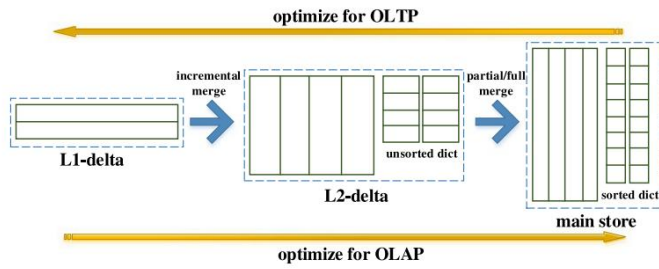 optimize for OLTP
incremental
merge
partial/full
merge
unsorted dict
L1-delta
L2-delta
sorted dict
main store
optimize for OLAP